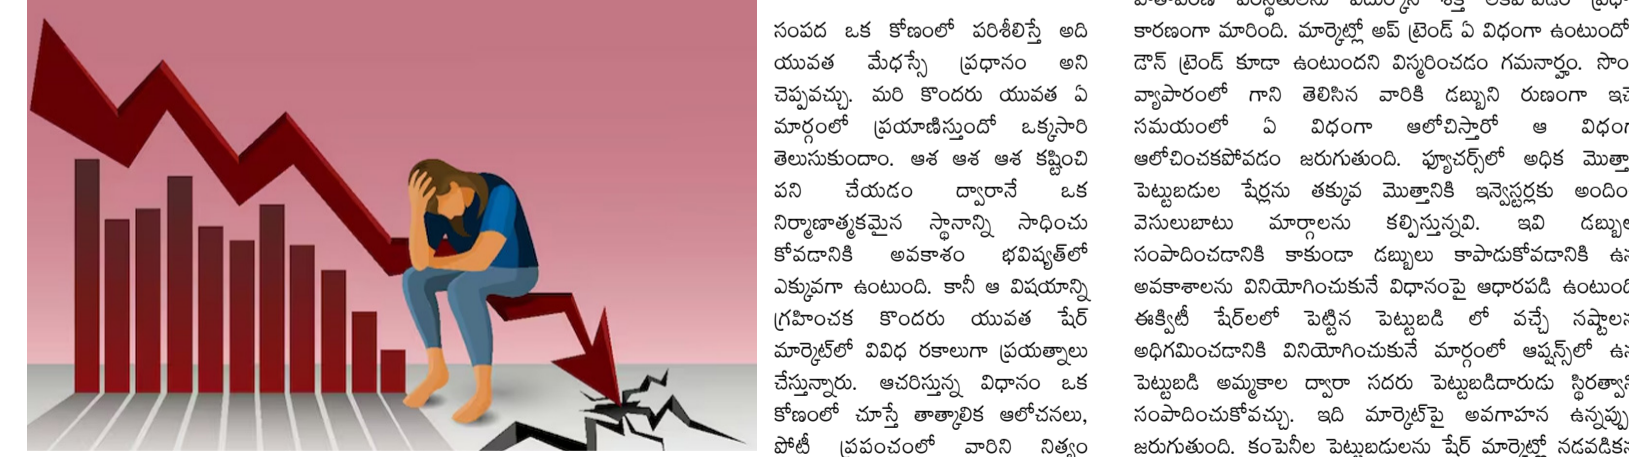 సంపద ఒక కోణంలో పరిశీలిస్తే అది
యువత మేధస్సే ప్రధానం అని
చెప్పవచ్చు. మరి కొందరు యువత ఏ
మార్గంలో ప్రయాణిస్తుందో ఒక్కసారి
తెలుసుకుందాం. ఆశ ఆశ ఆశ కష్టించి
పని చేయడం ద్వారానే ఒక
నిర్మాణాత్మకమైన స్థానాన్ని సాధించు
కోవడానికి అవకాశం భవిష్యత్‌లో
ఎక్కువగా ఉంటుంది. కానీ ఆ విషయాన్ని
గ్రహించక కొందరు యువత షేర్
మార్కెట్‌లో వివిధ రకాలుగా ప్రయత్నాలు
చేస్తున్నారు. ఆచరిస్తున్న విధానం ఒక
కోణంలో చూస్తే తాత్కాలిక ఆలోచనలు,
పోటీ ప్రపంచంలో వారిని నిత్యం
కారణంగా మారింది. మార్కెట్లో అప్ ట్రెండ్ ఏ విధంగా ఉంటుందో
డౌన్ ట్రెండ్ కూడా ఉంటుందని విస్మరించడం గమనార్హం.
వ్యాపారంలో గాని తెలిసిన వారికి డబ్బుని రుణంగా
సమయంలో ఏ విధంగా ఆలోచిస్తారో ఆ
ఆలోచించకపోవడం జరుగుతుంది. ఫ్యూచర్స్‌లో అధిక
పెట్టుబడుల షేర్లను తక్కువ మొత్తానికి ఇన్వెస్టర్లకు
వెసులుబాటు మార్గాలను కల్పిస్తున్నవి. ఇవి
సంపాదించడానికి కాకుండా డబ్బులు కాపాడుకోవడానికి
అవకాశాలను వినియోగించుకునే విధానంపై ఆధారపడి
ఈక్విటీ షేర్‌లలో పెట్టిన పెట్టుబడి లో వచ్చే
అధిగమించడానికి వినియోగించుకునే మార్గంలో ఆప్షన్స్‌లో
పెట్టుబడి అమ్మకాల ద్వారా సదరు పెట్టుబడిదారుడు
సంపాదించుకోవచ్చు. ఇది మార్కెట్‌పై అవగాహన
జరుగుతుంది. కంపెనీల పెట్టుబడులను షేర్ మార్కెట్లో